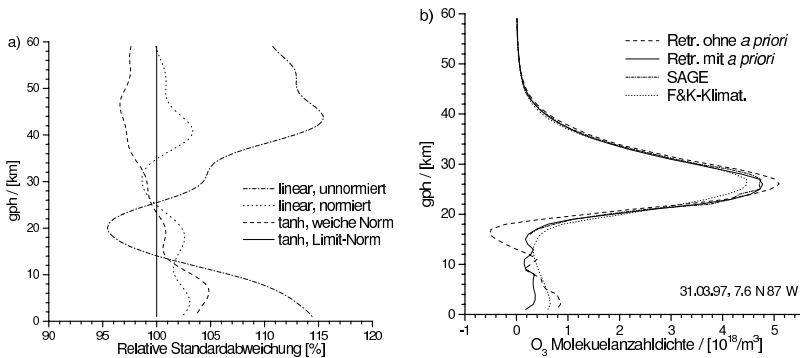 a)
60
50
40
30
20
10
0
gph / [km]
90 95 100 105 110 115 120
Relative Standardabweichung [%]
linear, unnormiert
linear, normiert
tanh, weiche Norm
tanh, Limit-Norm
b)
60
50
40
30
20
10
0
gph / [km]
-1 0 1 2 3 4 5
O3 Molekuelanzahldichte / [10^18/m^3]
Retr. ohne a priori
Retr. mit a priori
SAGE
F&K-Klimat.
31.03.97, 7.6 N 87 W